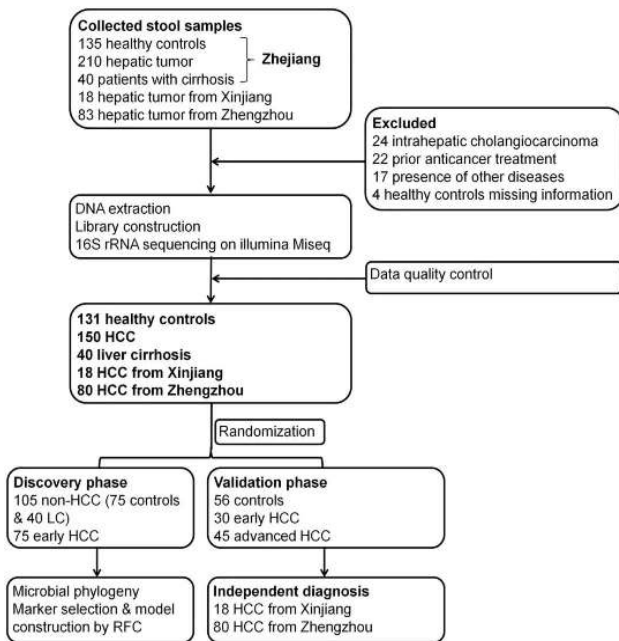 Collected stool samples
135 healthy controls
210 hepatic tumor
Zhejiang
40 patients with cirrhosis
18 hepatic tumor from Xinjiang
83 hepatic tumor from Zhengzhou
Excluded
24 intrahepatic cholangiocarcinoma
22 prior anticancer treatment
17 presence of other diseases
4 healthy controls missing information
DNA extraction
Library construction
16S rRNA sequencing on illumina Miseq
Data quality control
131 healthy controls
150 HCC
40 liver cirrhosis
18 HCC from Xinjiang
80 HCC from Zhengzhou
Randomization
Discovery phase
105 non-HCC (75 controls
& 40 LC)
75 early HCC
Validation phase
56 controls
30 early HCC
45 advanced HCC
Microbial phylogeny
Marker selection & model
construction by RFC
Independent diagnosis
18 HCC from Xinjiang
80 HCC from Zhengzhou